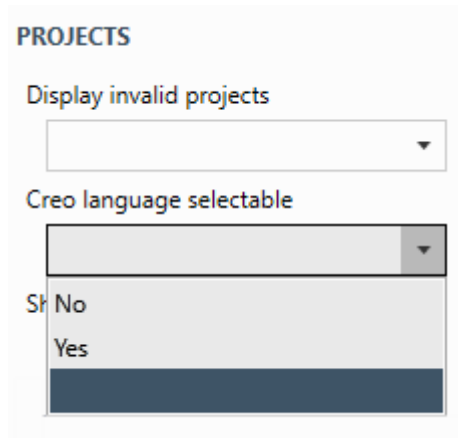 PROJECTS
Display invalid projects
Creo language selectable
No
Yes